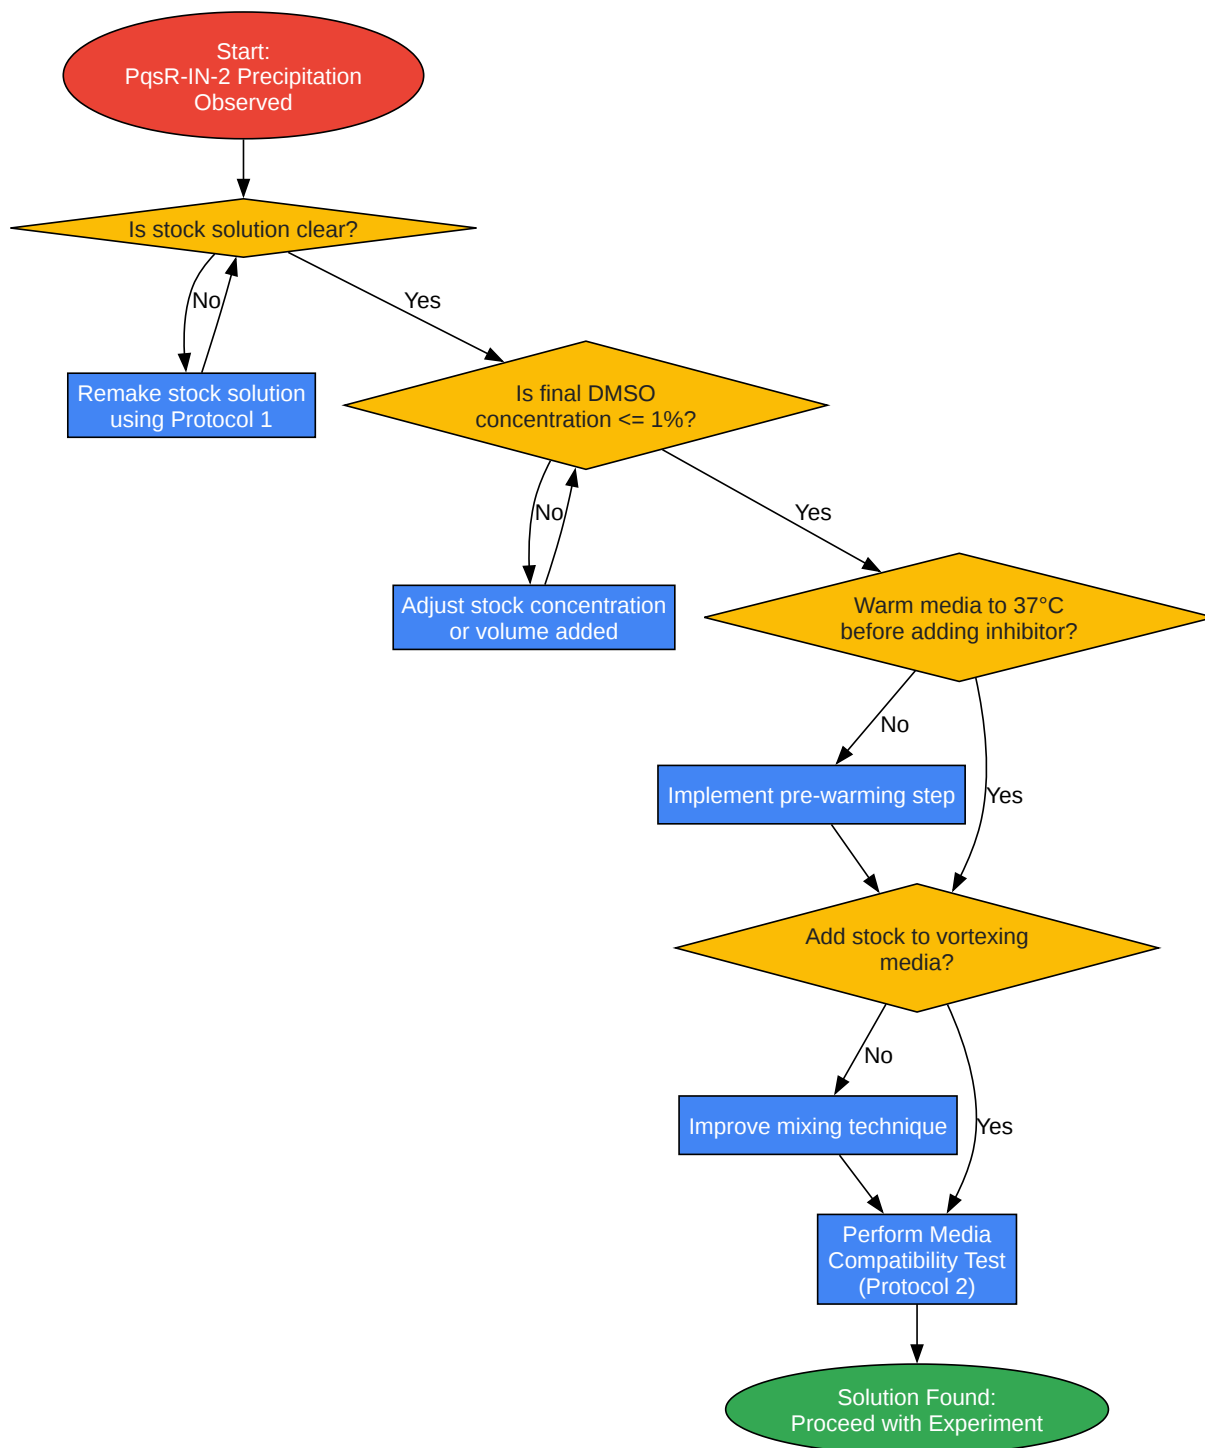 Start:
PqsR-IN-2 Precipitation
Observed
Is stock solution clear?
No
Yes
Remake stock solution
using Protocol 1
Is final DMSO
concentration <= 1%?
No
Yes
Adjust stock concentration
or volume added
Warm media to 37°C
before adding inhibitor?
No
Implement pre-warming step
Yes
Add stock to vortexing
media?
No
Improve mixing technique
Yes
Perform Media
Compatibility Test
(Protocol 2)
Solution Found:
Proceed with Experiment